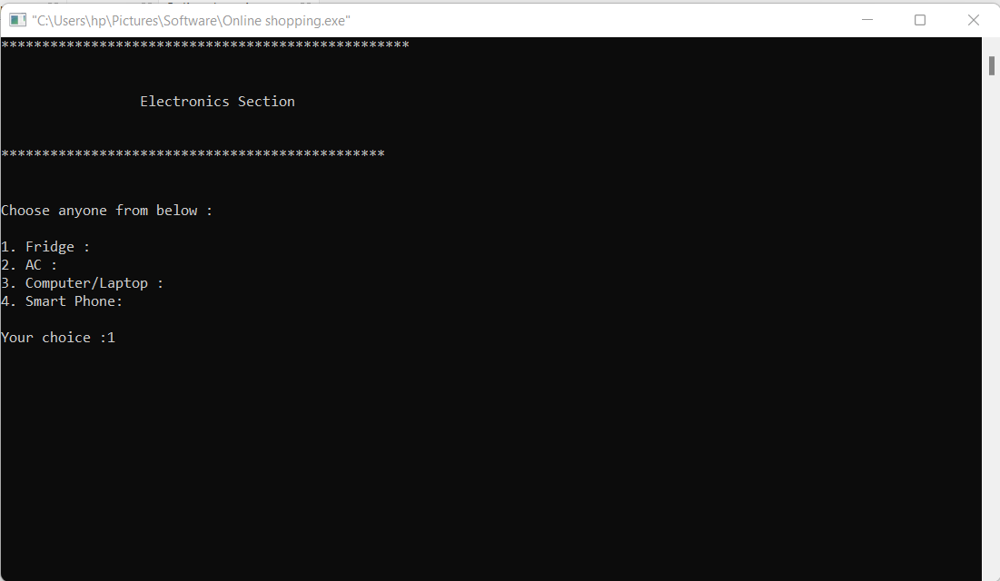 "C:\Users\hp\Pictures\Software\Online shopping.exe"
**************************************************
Electronics Section
***********************************************
Choose anyone from below :
1. Fridge :
2. AC :
3. Computer/Laptop :
4. Smart Phone:
Your choice :1